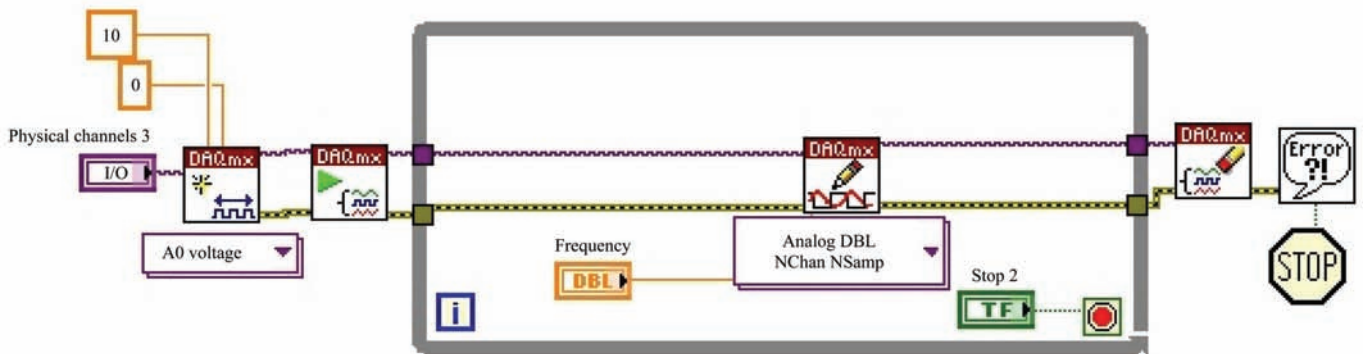 10
0
Physical channels 3
I/O
DAQmx
A0 voltage
DAQmx
Frequency
DBL
i
DAQmx
Analog DBL
NChan NSamp
Stop 2
TF
DAQmx
Error
?!
STOP